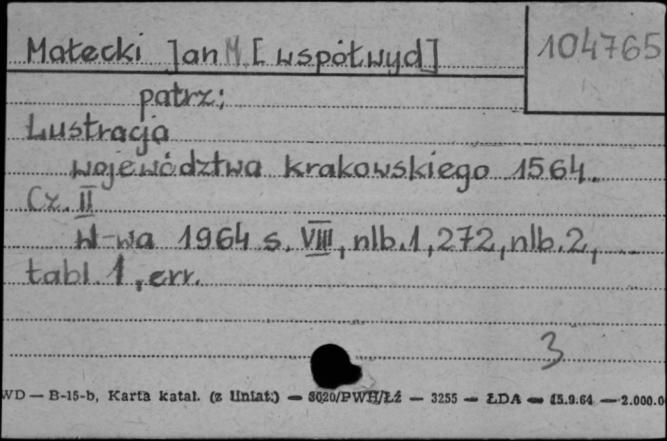 Małecki Jan M. [współwyd]
104765
patrz:
Lustracja
województwa krakowskiego 1564.
Cz. II
W-wa 1964 s. VIII, nlb.1, 272, nlb.2,
tabl. 1, err.
3
WD — B-15-b, Karta katal. (z liniat.) — 3020/PWH/Łź — 3255 — ŁDA — 15.9.64 — 2.000.0